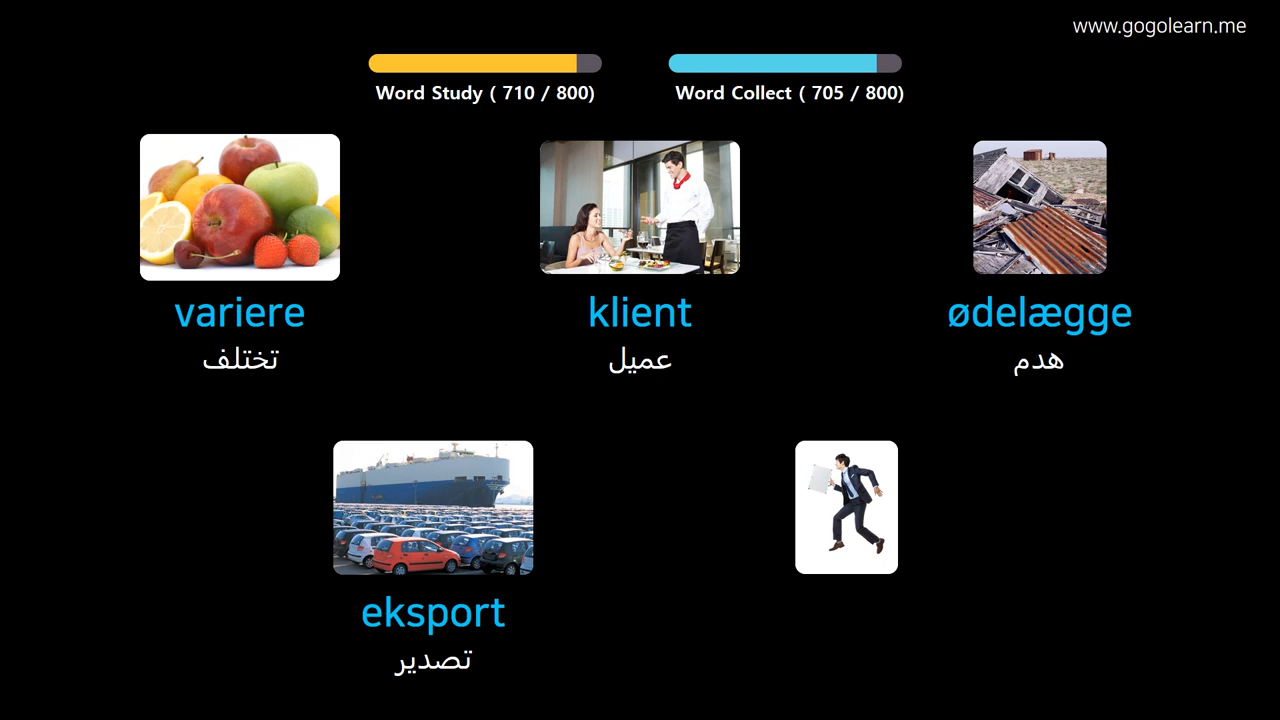 www.gogolearn.me
Word Study ( 710 / 800)
Word Collect ( 705 / 800)
variere
تختلف
klient
عميل
ødelægge
هدم
eksport
تصدير